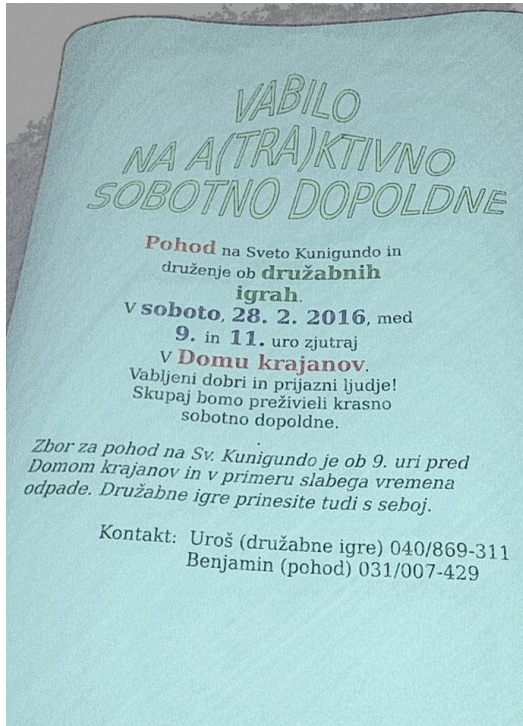 VABILO
NA A(TRA)KTIVNO
SOBOTNO DOPOLDNE
Pohod na Sveto Kunigundo in
druženje ob družabnih
igrah.
V soboto, 28. 2. 2016, med
9. in 11. uro zjutraj
V Domu krajanov.
Vabljeni dobri in prijazni ljudje!
Skupaj bomo preživieli krasno
sobotno dopoldne.
.
Zbor za pohod na Sv. Kunigundo je ob 9. uri pred
Domom krajanov in v primeru slabega vremena
odpade. Družabne igre prinesite tudi s seboj.
Kontakt: Uroš (družabne igre) 040/869-311
Benjamin (pohod) 031/007-429